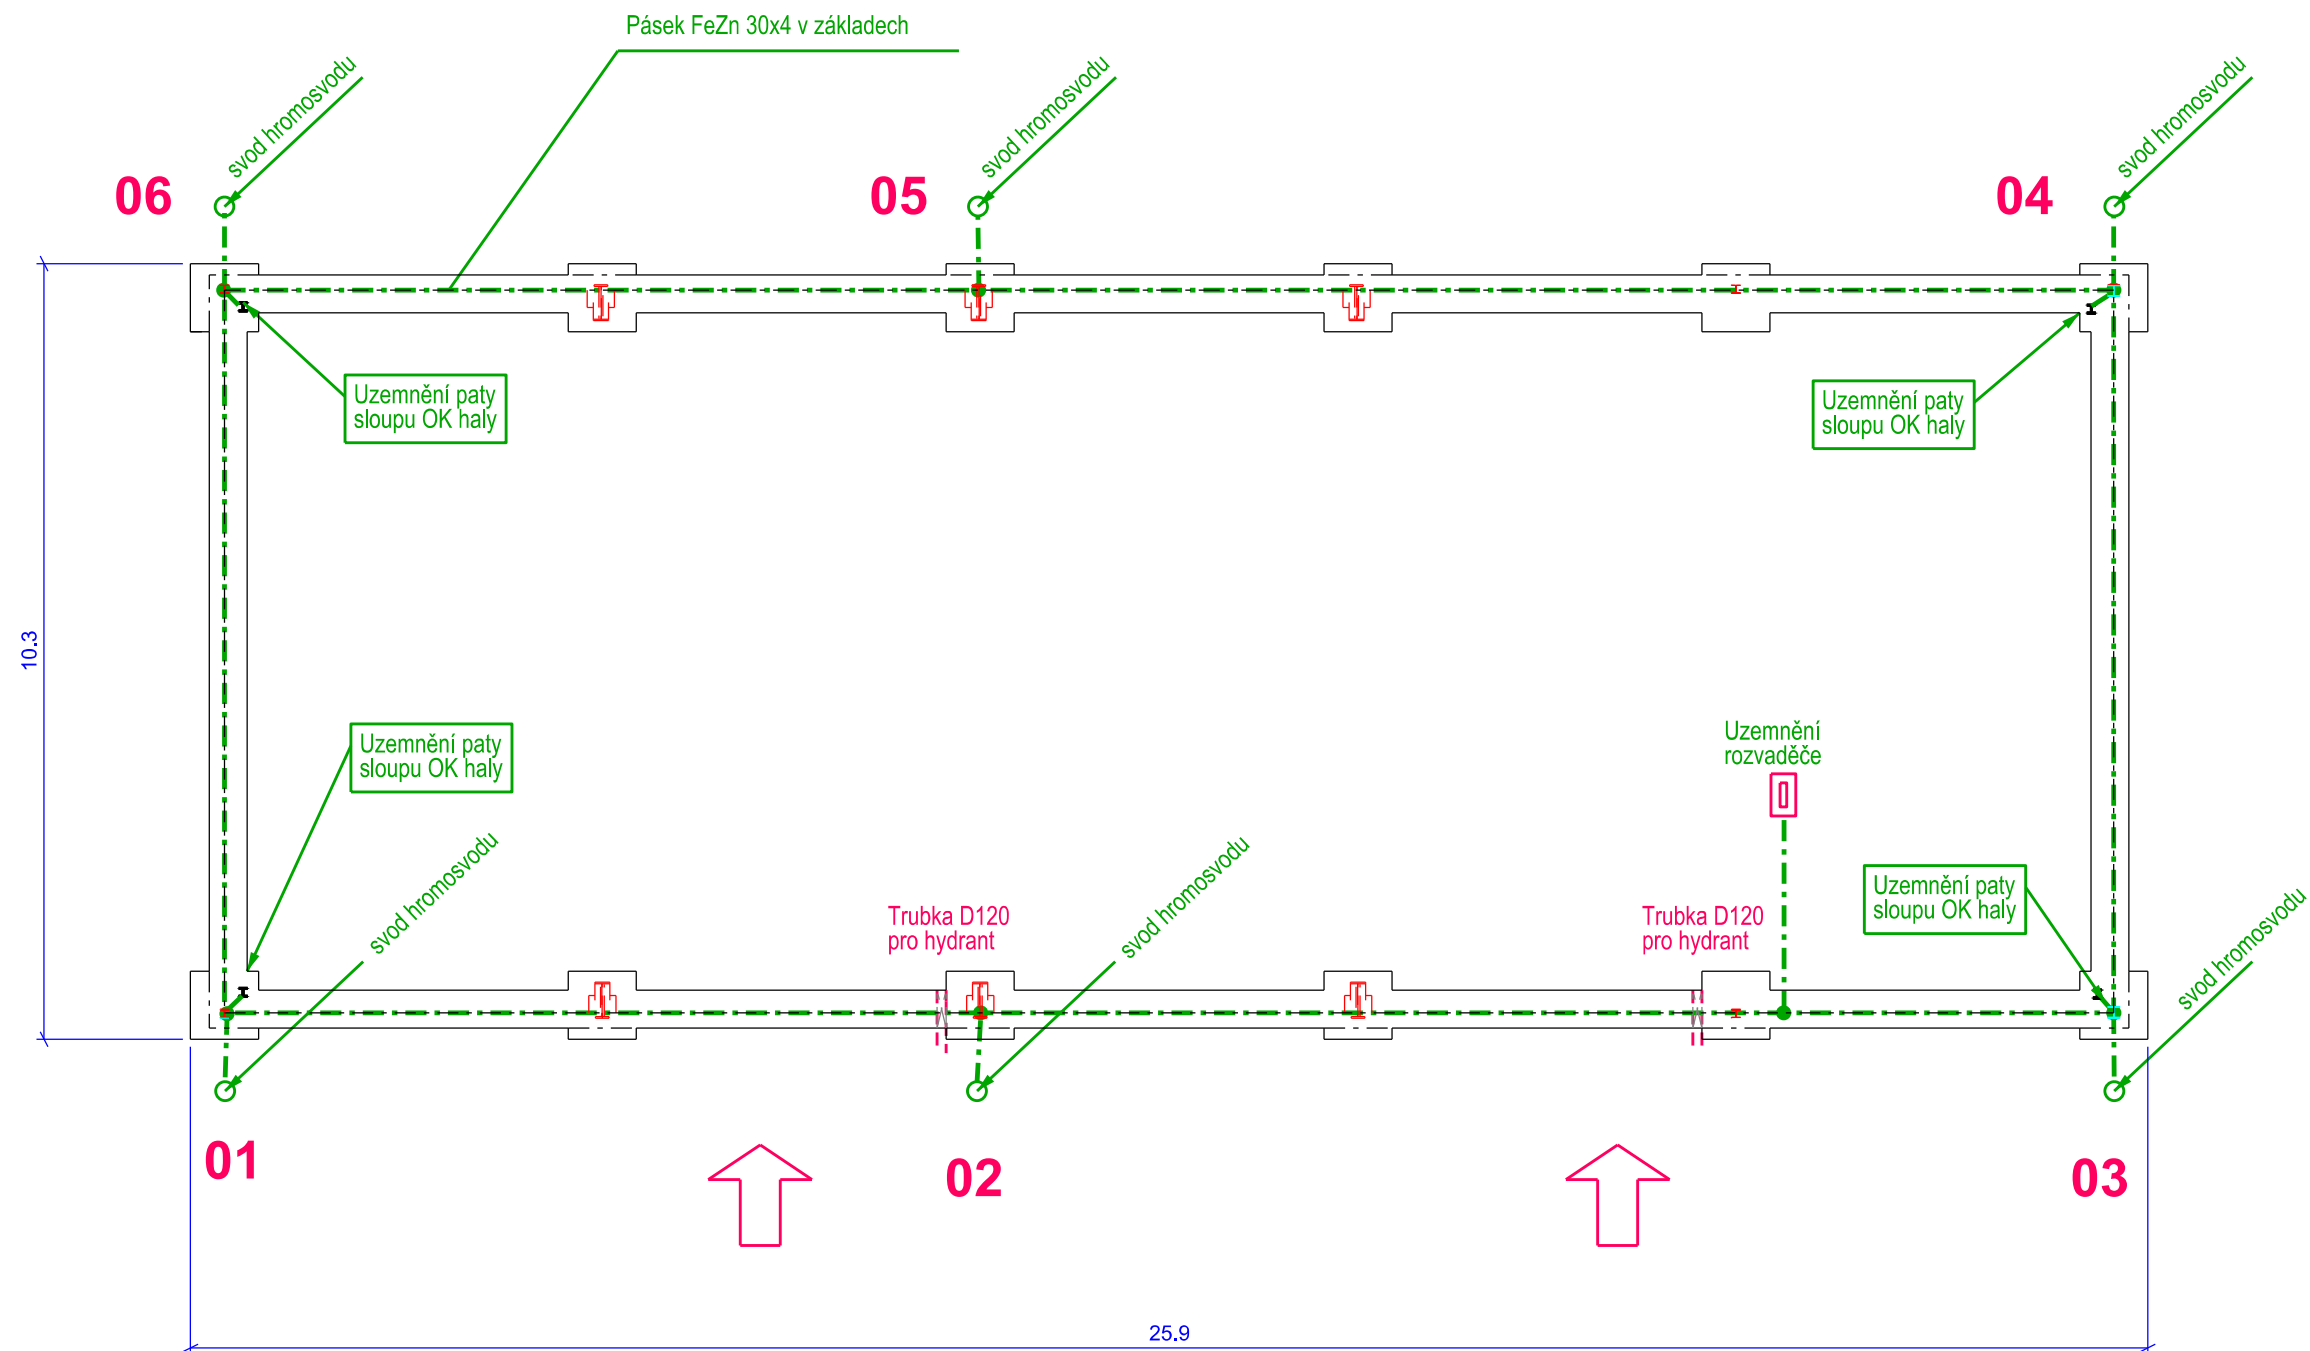 Pásek FeZn 30x4 v základech
svod hromosvodu
svod hromosvodu
svod hromosvodu
06
05
04
Uzemnění paty
sloupu OK haly
Uzemnění paty
sloupu OK haly
10.3
Uzemnění paty
sloupu OK haly
Uzemnění
rozvaděče
svod hromosvodu
svod hromosvodu
Trubka D120
pro hydrant
Trubka D120
pro hydrant
Uzemnění paty
sloupu OK haly
svod hromosvodu
01
02
03
25.9